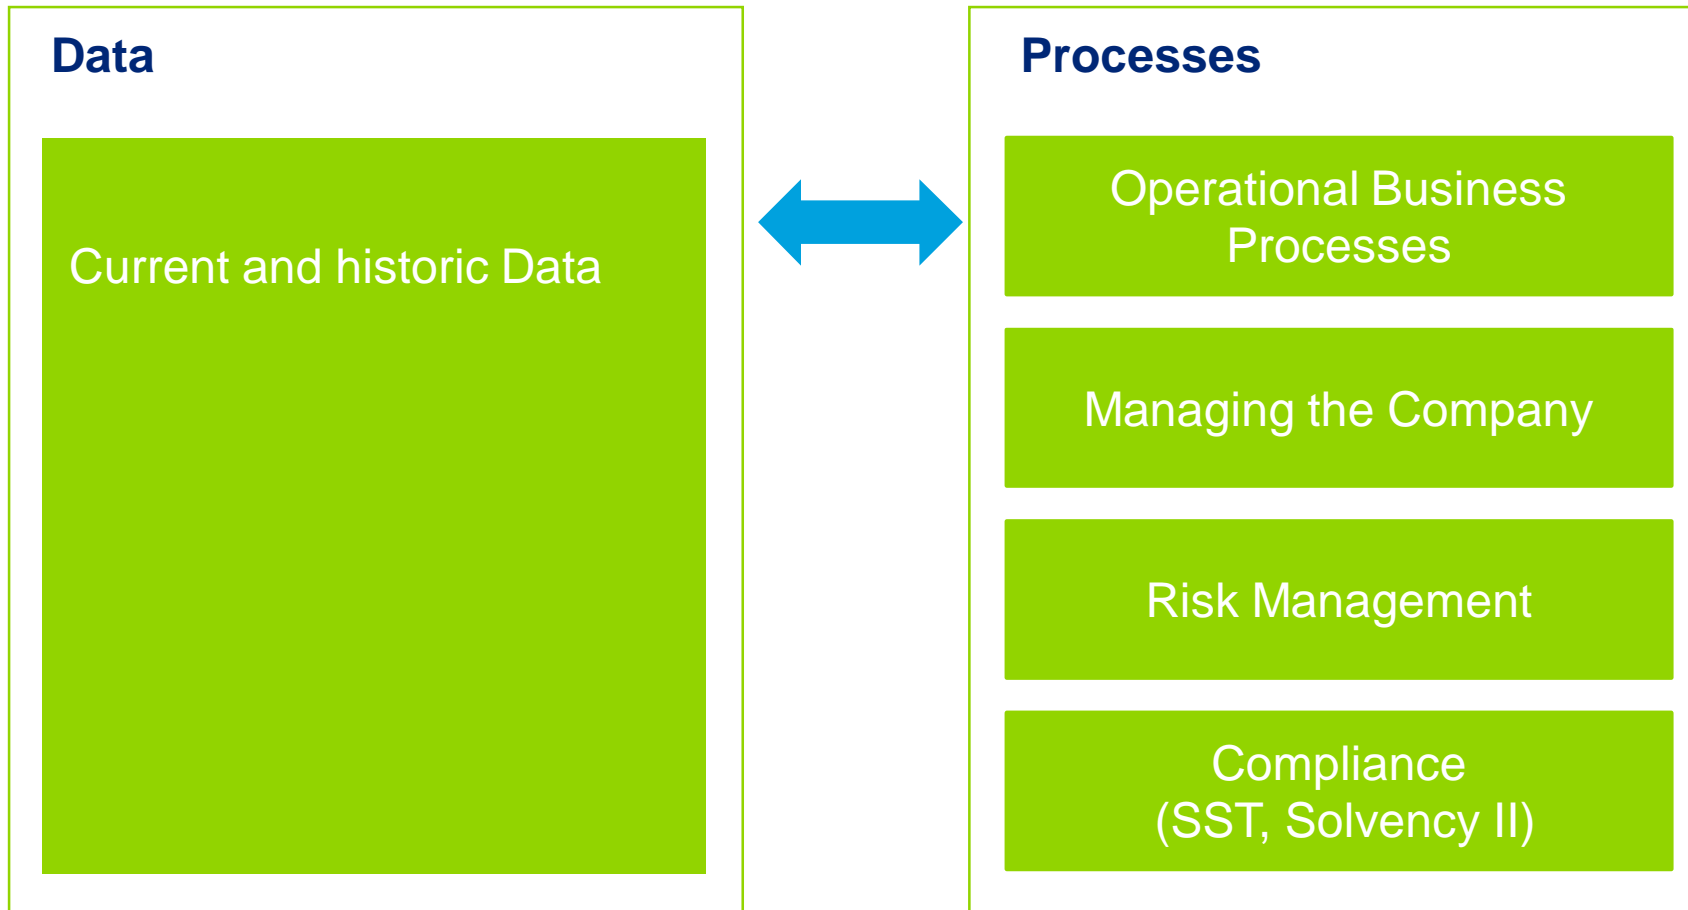 Data
Current and historic Data
Processes
Operational Business
Processes
Managing the Company
Risk Management
Compliance
(SST, Solvency II)